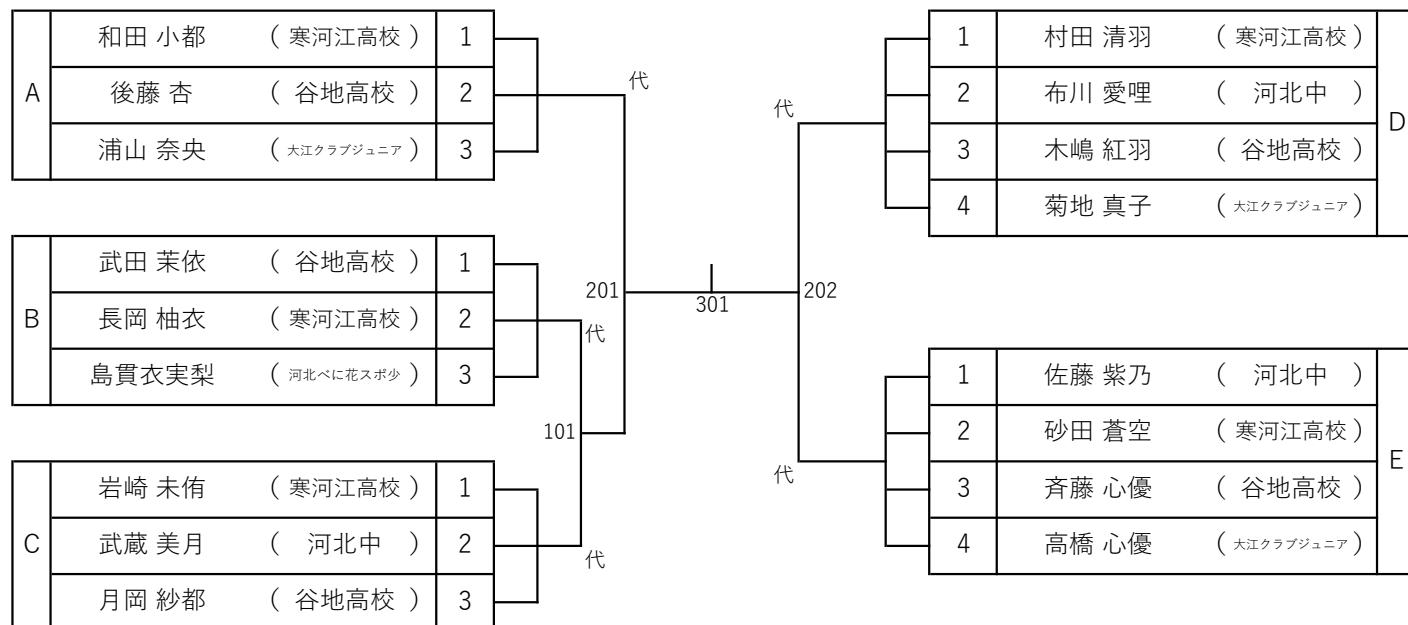 A
和田 小都 （ 寒河江高校 ） 1
後藤 杏 （ 谷地高校 ） 2
浦山 奈央 （ 大江クラブジュニア ） 3
代
B
武田 茉依 （ 谷地高校 ） 1
長岡 柚衣 （ 寒河江高校 ） 2
島貫衣実梨 （ 河北べに花スポ少 ） 3
代
C
岩崎 未侑 （ 寒河江高校 ） 1
武蔵 美月 （ 河北中 ） 2
月岡 紗都 （ 谷地高校 ） 3
代
101
201
301
202
D
1 村田 清羽 （ 寒河江高校 ）
2 布川 愛哩 （ 河北中 ）
3 木嶋 紅羽 （ 谷地高校 ）
4 菊地 真子 （ 大江クラブジュニア ）
代
E
1 佐藤 紫乃 （ 河北中 ）
2 砂田 蒼空 （ 寒河江高校 ）
3 斉藤 心優 （ 谷地高校 ）
4 高橋 心優 （ 大江クラブジュニア ）
代